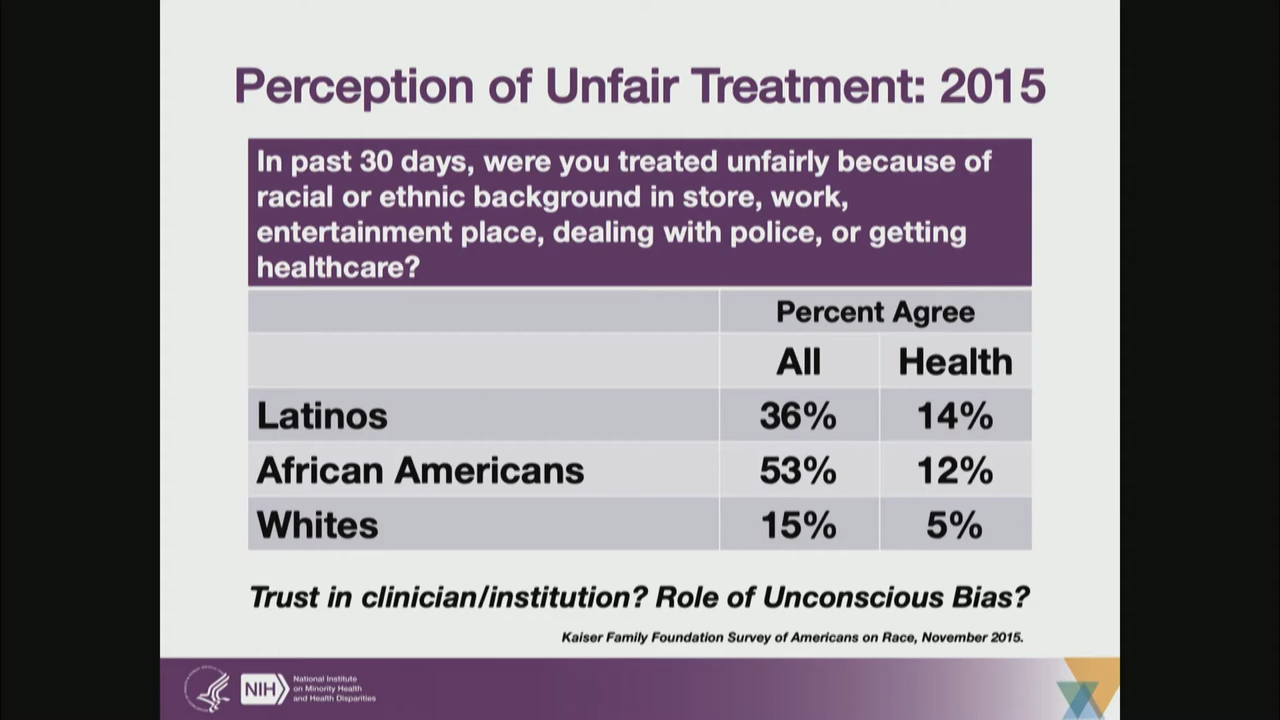 Perception of Unfair Treatment: 2015
In past 30 days, were you treated unfairly because of
racial or ethnic background in store, work,
entertainment place, dealing with police, or getting
healthcare?
Percent Agree
All Health
Latinos 36% 14%
African Americans 53% 12%
Whites 15% 5%
Trust in clinician/institution? Role of Unconscious Bias?
Kaiser Family Foundation Survey of Americans on Race, November 2015.
NIH
National Institute
on Minority Health
and Health Disparities